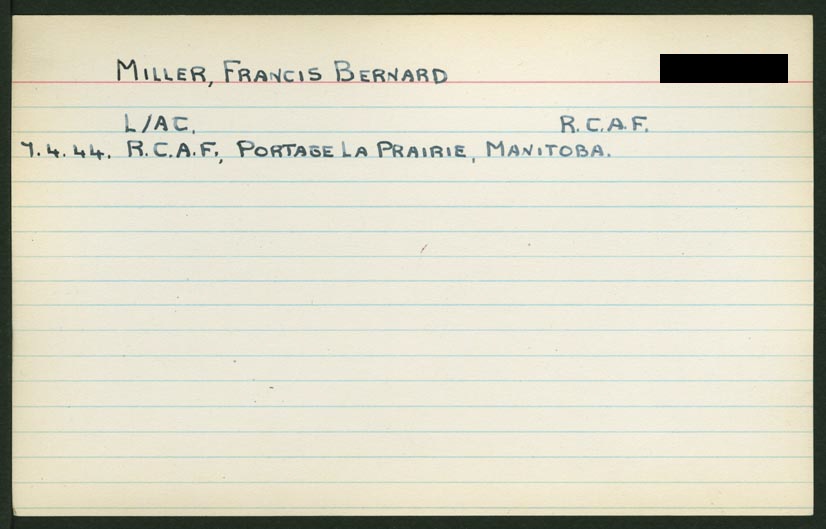 MILLER, FRANCIS BERNARD
L/AC. R.C.A.F.
7.4.44. R.C.A.F., PORTAGE LA PRAIRIE, MANITOBA.